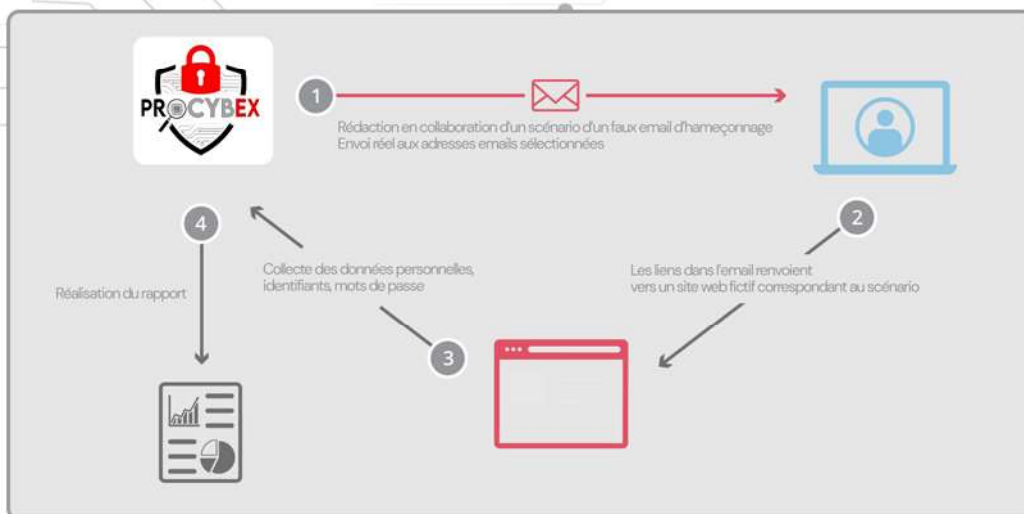 PROCYBEX
1
Rédaction en collaboration d'un scénario d'un faux email d'hameçonnage
Envoi réel aux adresses emails sélectionnées
2
Les liens dans l'email renvoient
vers un site web fictif correspondant au scénario
3
Collecte des données personnelles,
identifiants, mots de passe
4
Réalisation du rapport